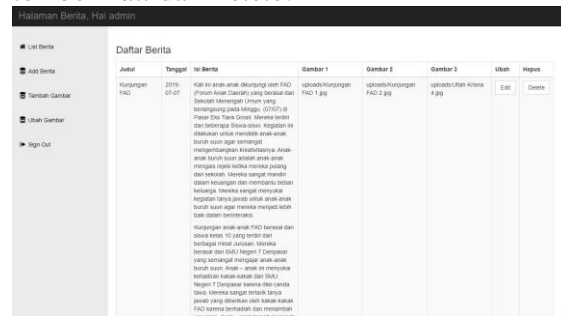 Halaman Berita, Hai admin
List Berita
Add Berita
Tambah Gambar
Ubah Gambar
Sign Out
Daftar Berita
Judul Tanggal Isi Berita Gambar 1 Gambar 2 Gambar 3 Ubah Hapus
Kunjungan FAD
2019-07-07
Kali ini anak-anak dikunjungi oleh FAD
(Forum Anak Daerah) yang berasal dari
Sekolah Menengah Umum yang
berlangsung pada Minggu, (07/07) di
Pasar Eks Tiara Grosir. Mereka terdiri
dari beberapa Siswa-siswi. Kegiatan ini
dilakukan untuk mendidik anak-anak
buruh suun agar semangat
mengembangkan kreativitasnya. Anak-
anak buruh suun adalah anak-anak
mengais rejeki ketika mereka pulang
dari sekolah. Mereka sangat mandiri
dalam keuangan dan membantu beban
keluarga. Mereka sangat menyukai
kegiatan tanya jawab untuk anak-anak
buruh suun agar mereka menjadi lebih
baik dalam berinteraksi.
Kunjungan anak-anak FAD berasal dari
siswa kelas 10 yang terdiri dari
berbagai minat Jurusan. Mereka
berasal dari SMU Negeri 7 Denpasar
yang semangat mengajar anak-anak
buruh suun. Anak – anak ini menyukai
kehadiran kakak-kakak dari SMU
Negeri 7 Denpasar karena diisi canda
tawa. Mereka sangat tertarik tanya
jawab yang diberikan oleh kakak-kakak
FAD karena berhadiah dan menambah
uploads/Kunjungan
FAD 1.jpg
uploads/Kunjungan
FAD 2.jpg
uploads/Ultah Krisna
4.jpg
Edit
Delete